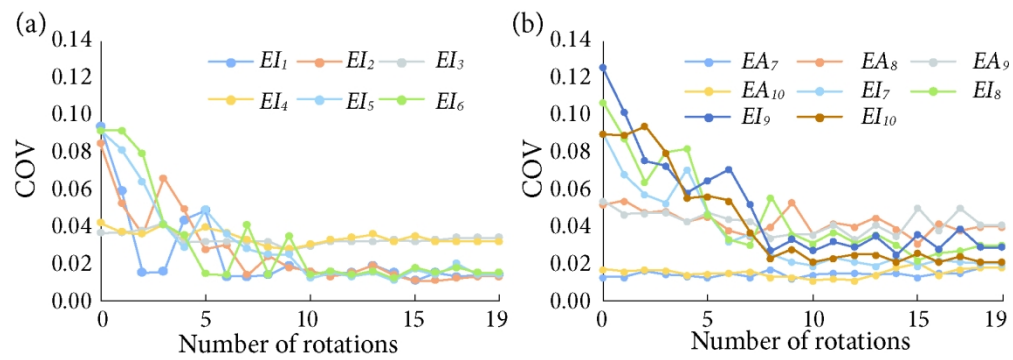 (a)
0.14
0.12
0.10
0.08
0.06
0.04
0.02
0.00
COV
EI₁ EI₂ EI₃
EI₄ EI₅ EI₆
0 5 10 15 19
Number of rotations
(b)
0.14
0.12
0.10
0.08
0.06
0.04
0.02
0.00
COV
EA₇ EA₈ EA₉
EA₁₀ EI₇ EI₈
EI₉ EI₁₀
0 5 10 15 19
Number of rotations